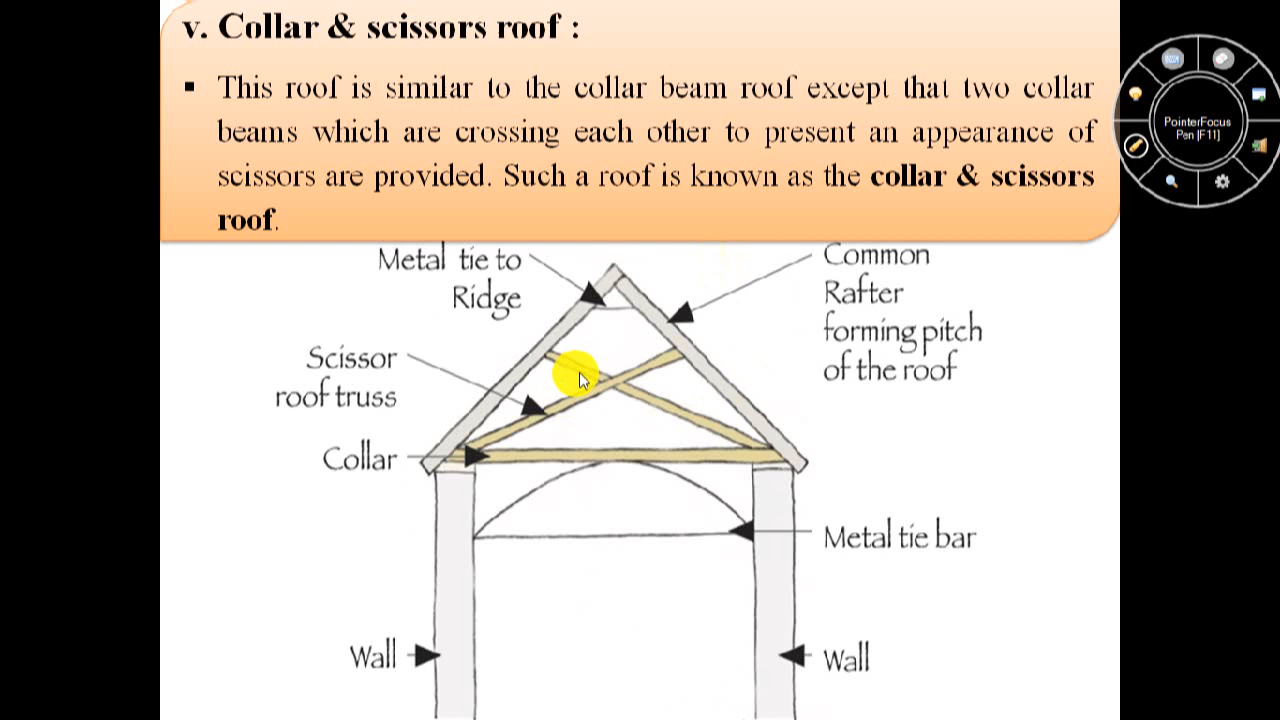 v. Collar & scissors roof :
▪ This roof is similar to the collar beam roof except that two collar
beams which are crossing each other to present an appearance of
scissors are provided. Such a roof is known as the collar & scissors
roof.
PointerFocus
Pen [F11]
Metal tie to
Ridge
Common
Rafter
forming pitch
of the roof
Scissor
roof truss
Collar
Metal tie bar
Wall
Wall